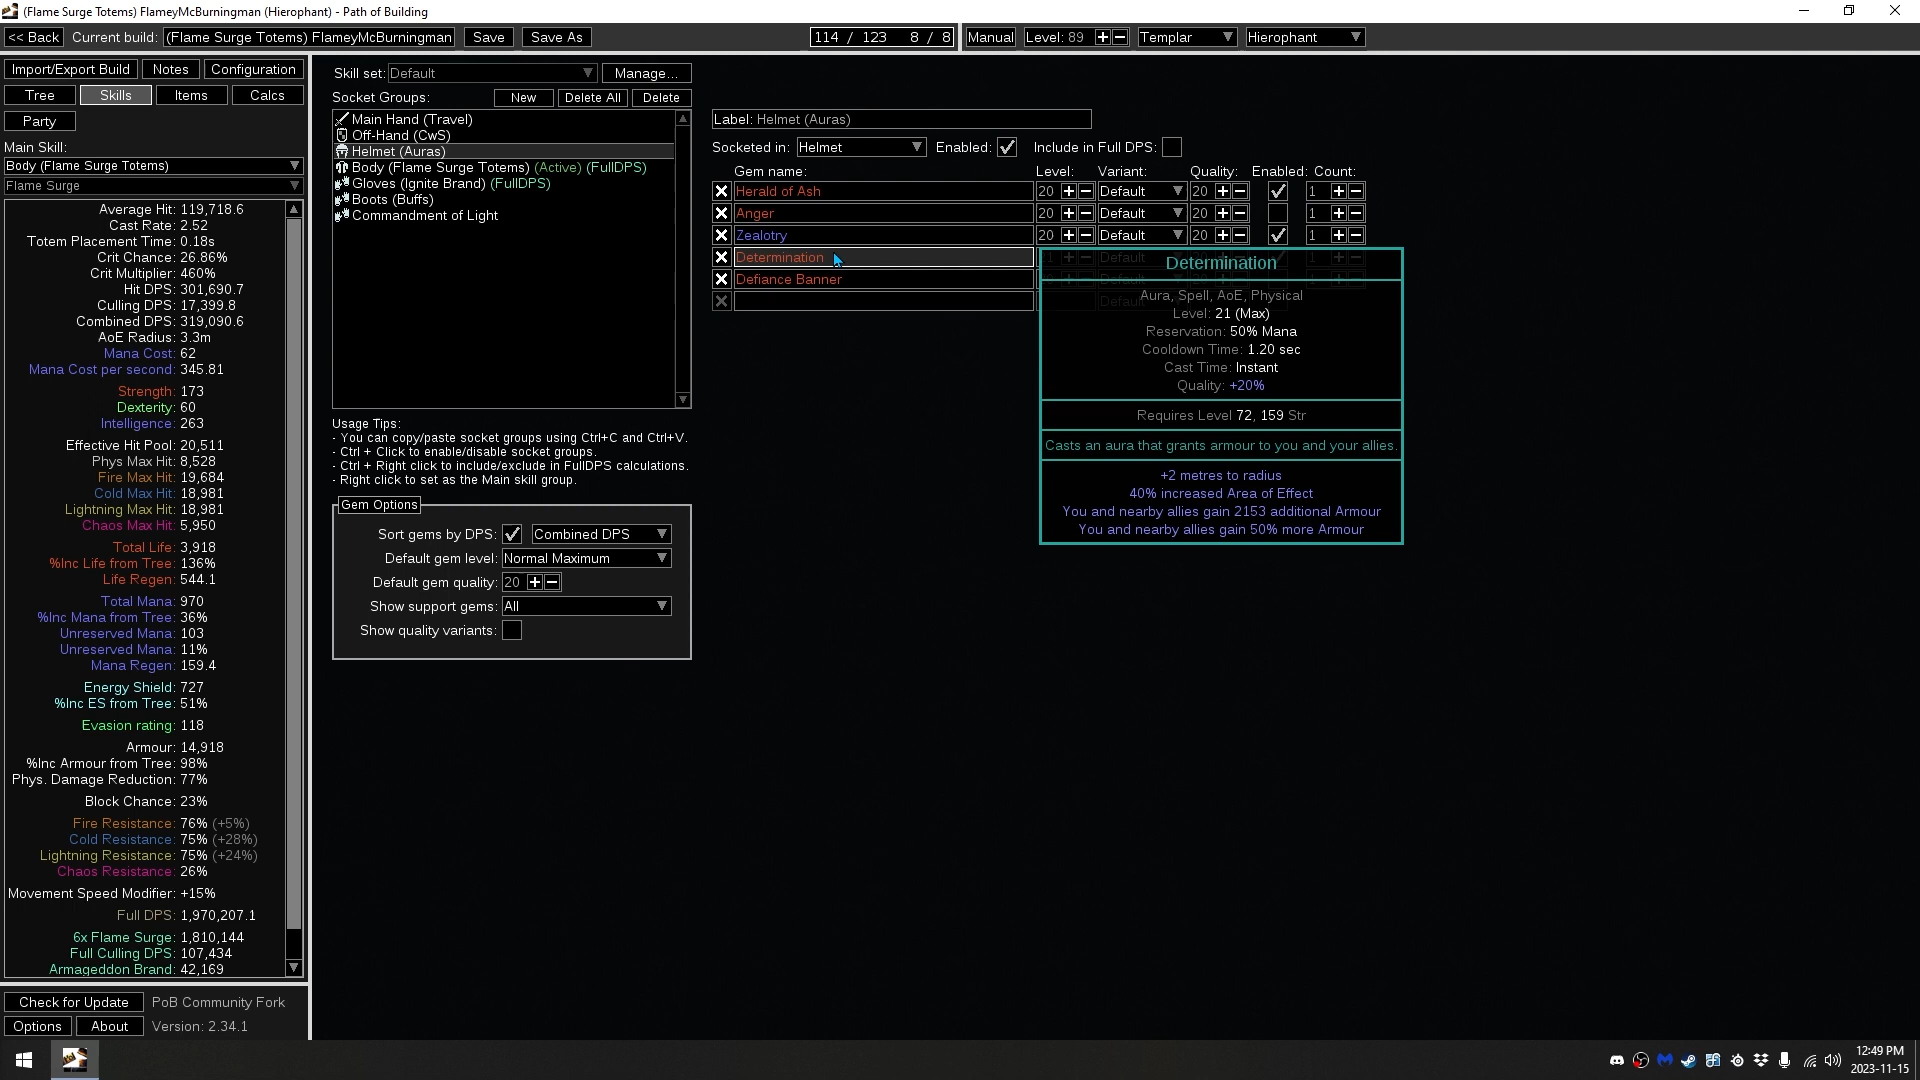 (Flame Surge Totems) FlameyMcBurningman (Hierophant) - Path of Building
<< Back Current build: (Flame Surge Totems) FlameyMcBurningman Save Save As 114 / 123 8 / 8 Manual Level: 89 Templar Hierophant
Import/Export Build Notes Configuration
Tree Skills Items Calcs
Party
Main Skill:
Body (Flame Surge Totems)
Flame Surge
Average Hit: 119,718.6
Cast Rate: 2.52
Totem Placement Time: 0.18s
Crit Chance: 26.86%
Crit Multiplier: 460%
Hit DPS: 301,690.7
Culling DPS: 17,399.8
Combined DPS: 319,090.6
AoE Radius: 3.3m
Mana Cost: 62
Mana Cost per second: 345.81
Strength: 173
Dexterity: 60
Intelligence: 263
Effective Hit Pool: 20,511
Phys Max Hit: 8,528
Fire Max Hit: 19,684
Cold Max Hit: 18,981
Lightning Max Hit: 18,981
Chaos Max Hit: 5,950
Total Life: 3,918
%Inc Life from Tree: 136%
Life Regen: 544.1
Total Mana: 970
%Inc Mana from Tree: 36%
Unreserved Mana: 103
Unreserved Mana: 11%
Mana Regen: 159.4
Energy Shield: 727
%Inc ES from Tree: 51%
Evasion rating: 118
Armour: 14,918
%Inc Armour from Tree: 98%
Phys. Damage Reduction: 77%
Block Chance: 23%
Fire Resistance: 76% (+5%)
Cold Resistance: 75% (+28%)
Lightning Resistance: 75% (+24%)
Chaos Resistance: 26%
Movement Speed Modifier: +15%
Full DPS: 1,970,207.1
6x Flame Surge: 1,810,144
Full Culling DPS: 107,434
Armageddon Brand: 42,169
Check for Update PoB Community Fork
Options About Version: 2.34.1
Skill set: Default Manage...
Socket Groups: New Delete All Delete
Main Hand (Travel)
Off-Hand (CwS)
Helmet (Auras)
Body (Flame Surge Totems) (Active) (FullDPS)
Gloves (Ignite Brand) (FullDPS)
Boots (Buffs)
Commandment of Light
Usage Tips:
- You can copy/paste socket groups using Ctrl+C and Ctrl+V.
- Ctrl + Click to enable/disable socket groups.
- Ctrl + Right click to include/exclude in FullDPS calculations.
- Right click to set as the Main skill group.
Gem Options
Sort gems by DPS: Combined DPS
Default gem level: Normal Maximum
Default gem quality: 20
Show support gems: All
Show quality variants:
Label: Helmet (Auras)
Socketed in: Helmet Enabled: Include in Full DPS:
Gem name: Level: Variant: Quality: Enabled: Count:
Herald of Ash 20 Default 20 1
Anger 20 Default 20 1
Zealotry 20 Default 20 1
Determination
Defiance Banner
Determination
Aura, Spell, AoE, Physical
Level: 21 (Max)
Reservation: 50% Mana
Cooldown Time: 1.20 sec
Cast Time: Instant
Quality: +20%
Requires Level 72, 159 Str
Casts an aura that grants armour to you and your allies.
+2 metres to radius
40% increased Area of Effect
You and nearby allies gain 2153 additional Armour
You and nearby allies gain 50% more Armour
12:49 PM
2023-11-15